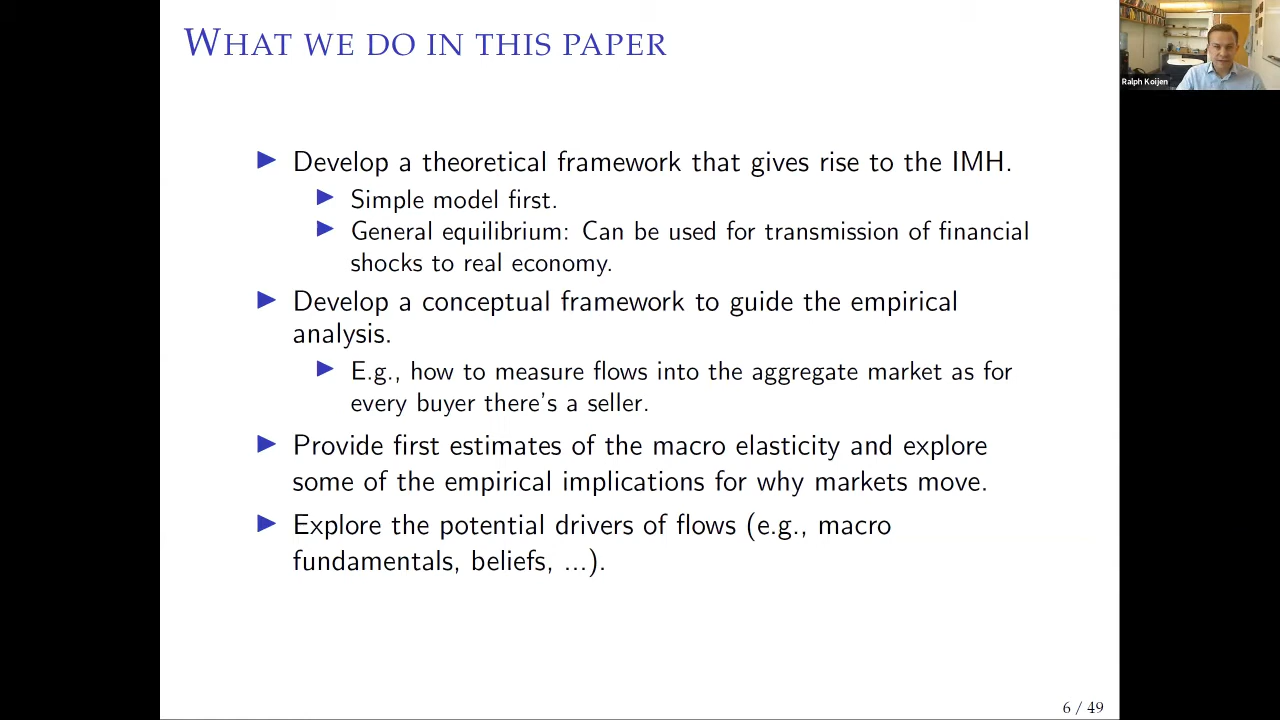 WHAT WE DO IN THIS PAPER
Ralph Koijen
▶ Develop a theoretical framework that gives rise to the IMH.
▶ Simple model first.
▶ General equilibrium: Can be used for transmission of financial
shocks to real economy.
▶ Develop a conceptual framework to guide the empirical
analysis.
▶ E.g., how to measure flows into the aggregate market as for
every buyer there's a seller.
▶ Provide first estimates of the macro elasticity and explore
some of the empirical implications for why markets move.
▶ Explore the potential drivers of flows (e.g., macro
fundamentals, beliefs, ...).
6 / 49